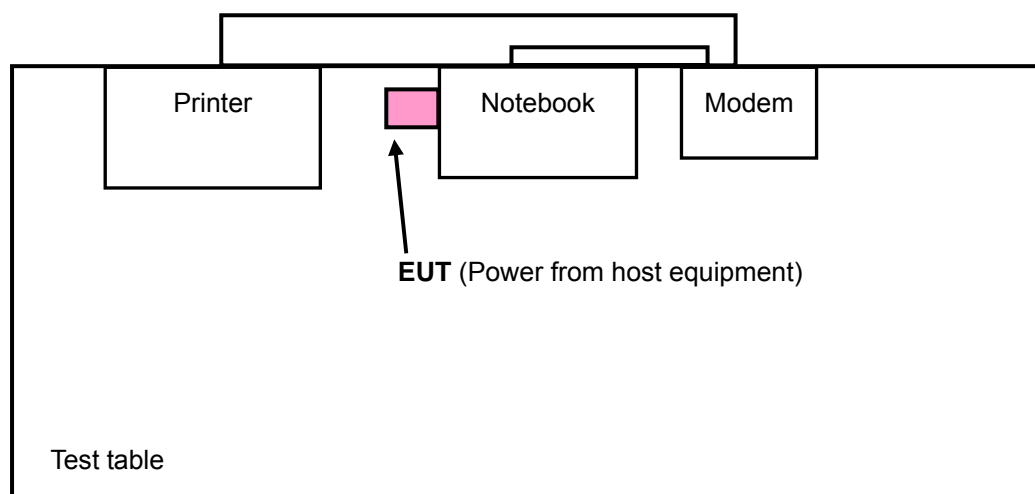 Printer
Notebook
Modem
EUT (Power from host equipment)
Test table